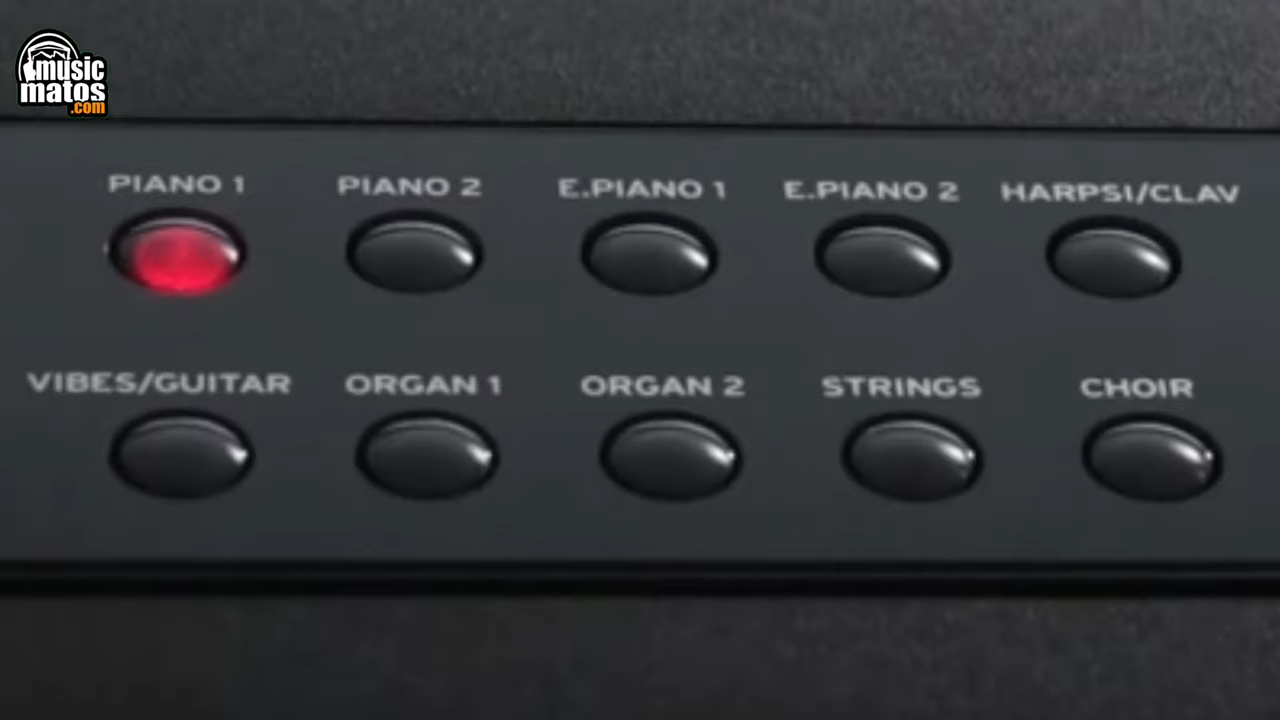 music
matos
.com
PIANO 1
PIANO 2
E.PIANO 1
E.PIANO 2
HARPSI/CLAV
VIBES/GUITAR
ORGAN 1
ORGAN 2
STRINGS
CHOIR